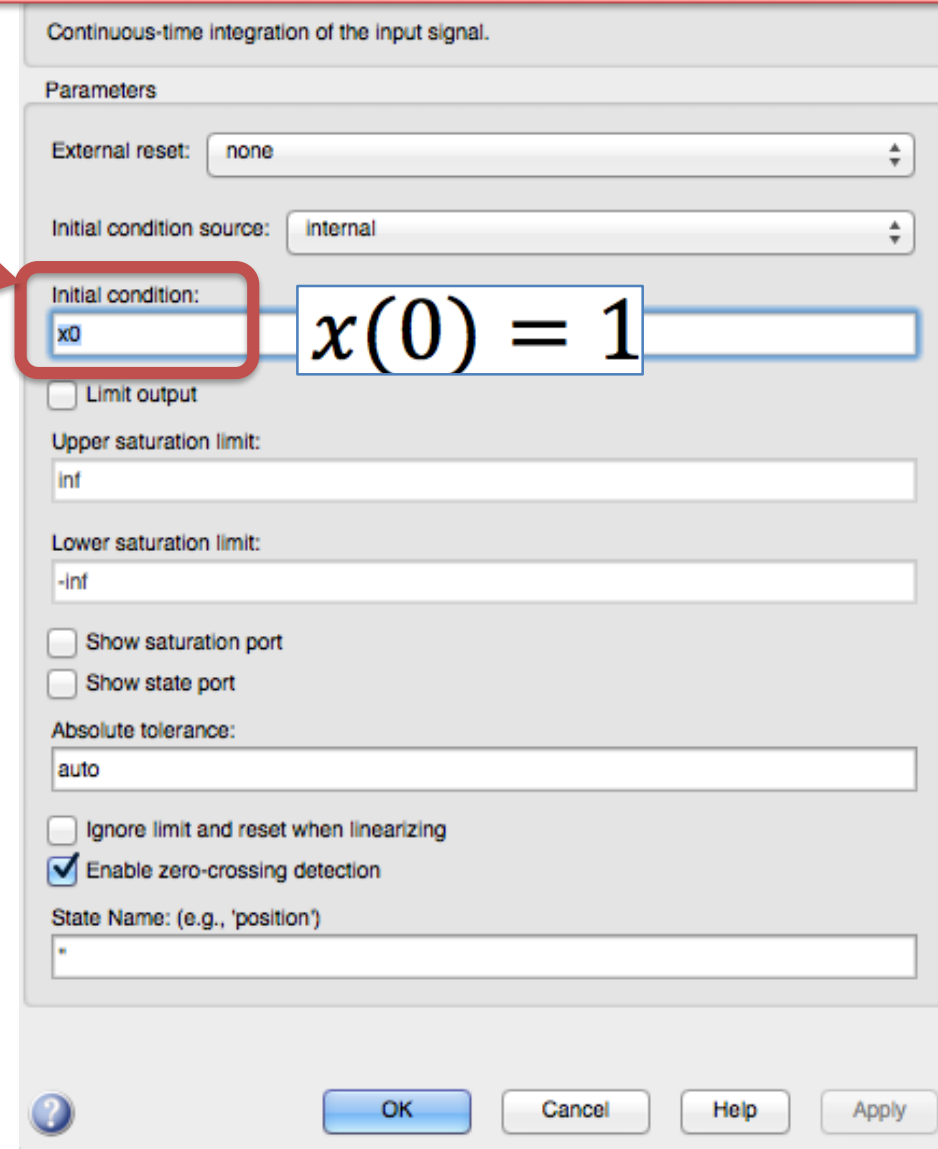 Continuous-time integration of the input signal.
Parameters
External reset: none
Initial condition source: internal
Initial condition:
x0
x(0) = 1
Limit output
Upper saturation limit:
inf
Lower saturation limit:
-inf
Show saturation port
Show state port
Absolute tolerance:
auto
Ignore limit and reset when linearizing
Enable zero-crossing detection
State Name: (e.g., 'position')
''
? OK Cancel Help Apply